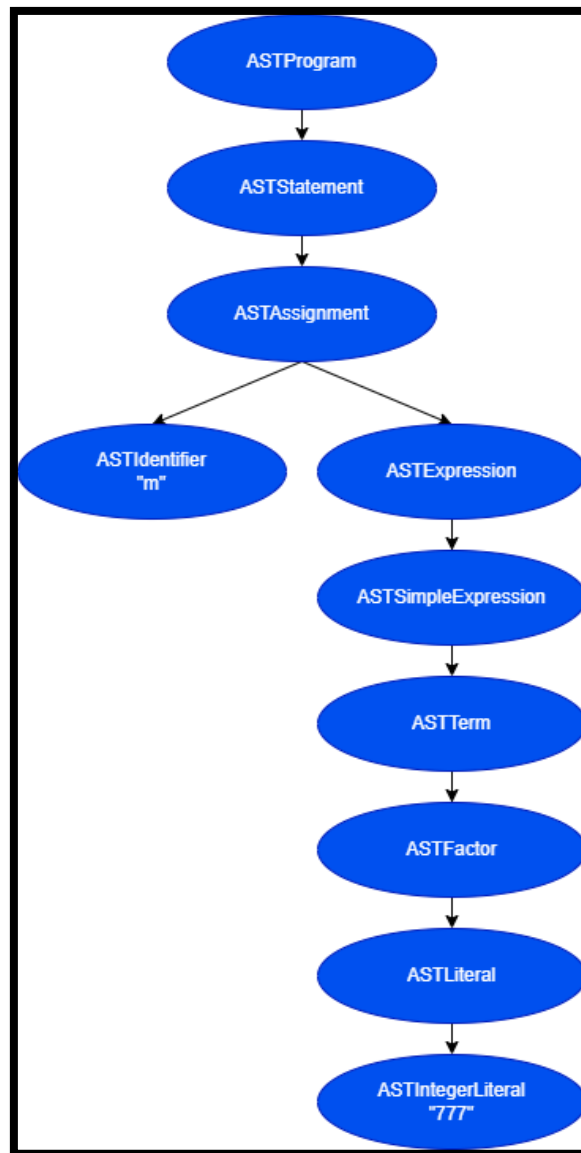 ASTProgram
ASTStatement
ASTAssignment
ASTIdentifier
"m"
ASTExpression
ASTSimpleExpression
ASTTerm
ASTFactor
ASTLiteral
ASTIntegerLiteral
"777"